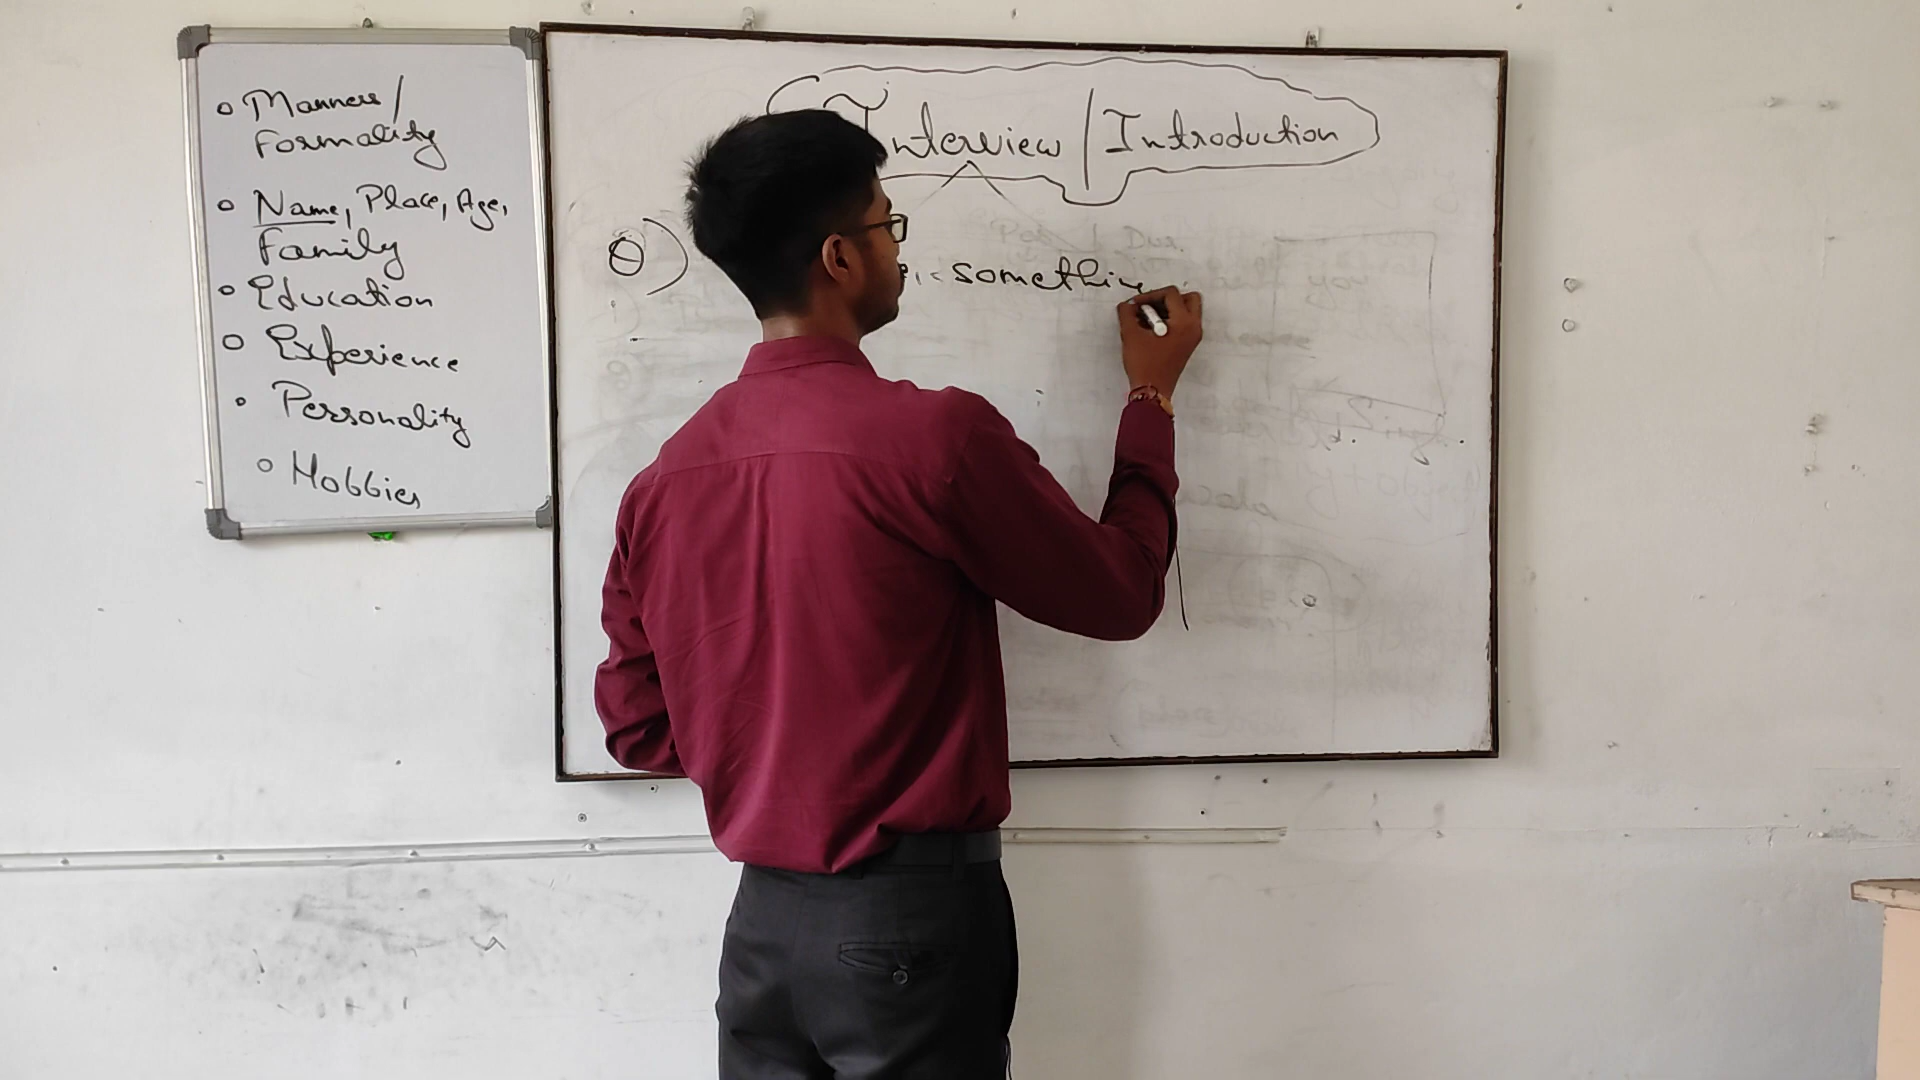 Manners/
Formality
Name, Place, Age,
Family
Education
Experience
Personality
Hobbies
Interview | Introduction
Q)
something